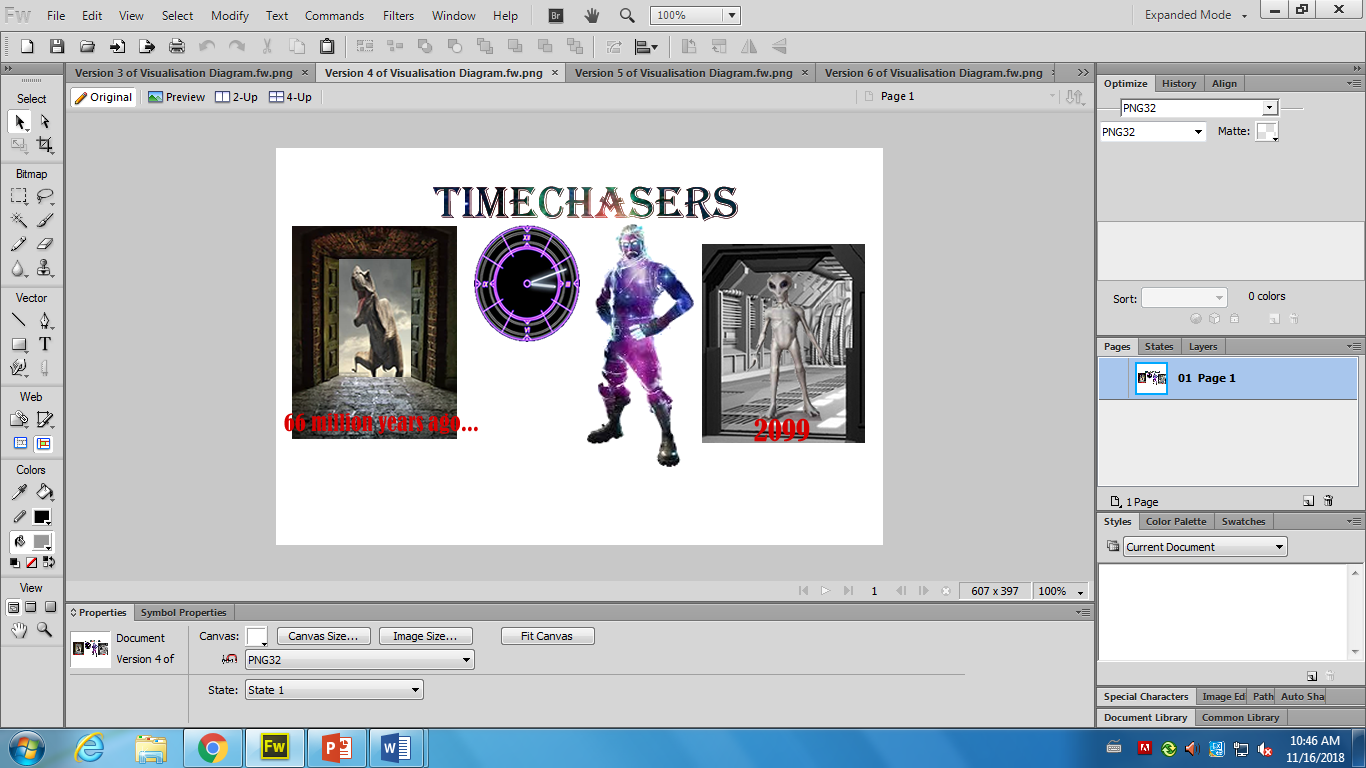 Fw File Edit View Select Modify Text Commands Filters Window Help Br 100% Expanded Mode
Version 3 of Visualisation Diagram.fw.png × Version 4 of Visualisation Diagram.fw.png × Version 5 of Visualisation Diagram.fw.png × Version 6 of Visualisation Diagram.fw.png
Original Preview 2-Up 4-Up Page 1
Select
Bitmap
Vector
Web
Colors
View
TIMECHASERS
66 million years ago...
2099
1 607 x 397 100%
Optimize History Align
PNG32
PNG32 Matte:
Sort: 0 colors
Pages States Layers
01 Page 1
1 Page
Styles Color Palette Swatches
Current Document
Special Characters Image Ed Path Auto Sha
Document Library Common Library
Properties Symbol Properties
Document
Version 4 of
Canvas: Canvas Size... Image Size... Fit Canvas
PNG32
State: State 1
Fw
10:46 AM
11/16/2018